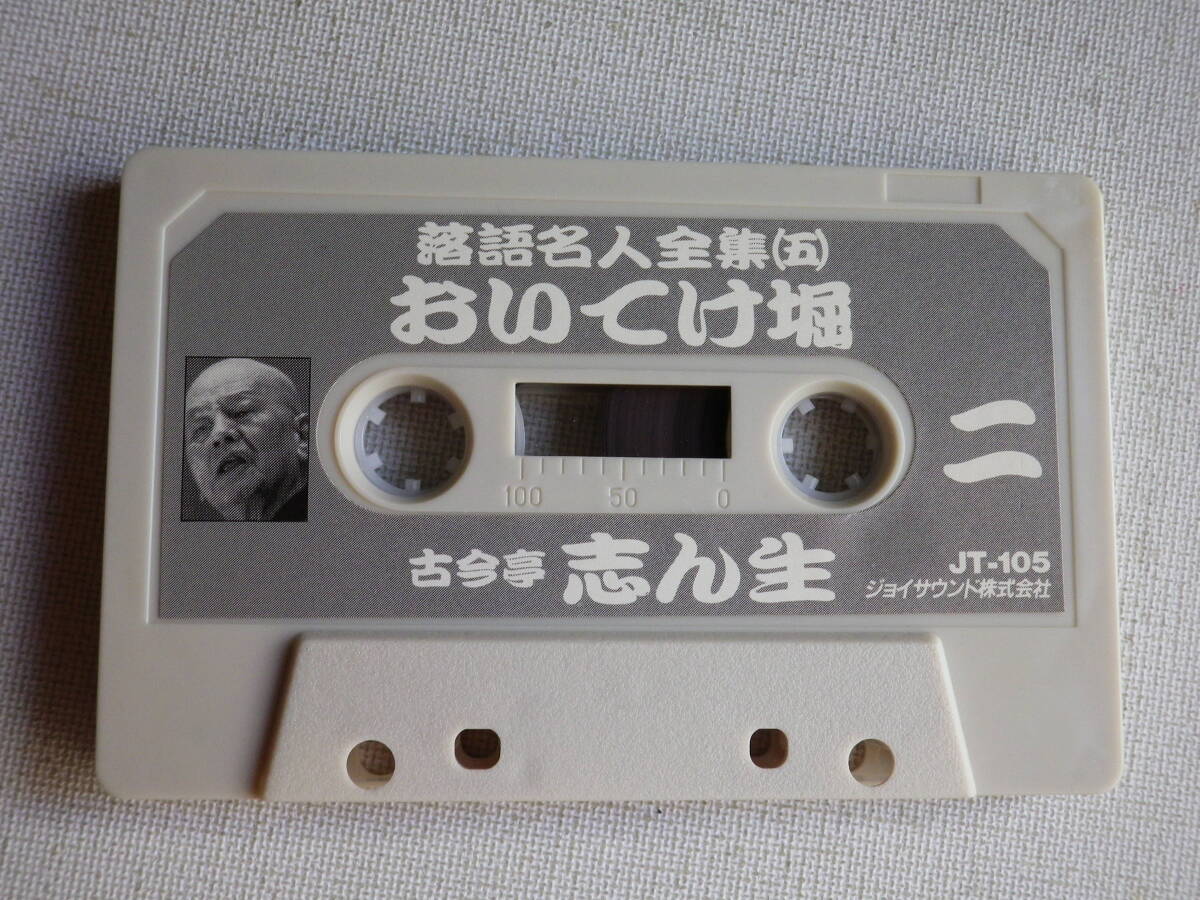 落語名人全集(五)
おいてけ堀
二
100 50 0
古今亭 志ん生
JT-105
ジョイサウンド株式会社